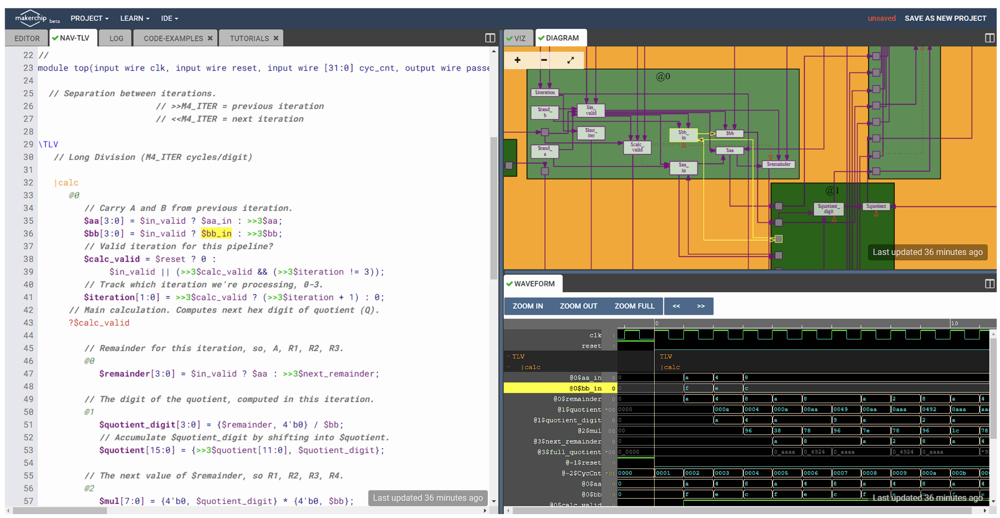 makerchip beta PROJECT LEARN IDE unsaved SAVE AS NEW PROJECT
EDITOR NAV-TLV LOG CODE-EXAMPLES TUTORIALS
22 //
23 module top(input wire clk, input wire reset, input wire [31:0] cyc_cnt, output wire passe
24
25 // Separation between iterations.
26 // >>M4_ITER = previous iteration
27 // <<M4_ITER = next iteration
28
29 \TLV
30 // Long Division (M4_ITER cycles/digit)
31
32 |calc
33 @0
34 // Carry A and B from previous iteration.
35 $aa[3:0] = $in_valid ? $aa_in : >>3$aa;
36 $bb[3:0] = $in_valid ? $bb_in : >>3$bb;
37 // Valid iteration for this pipeline?
38 $calc_valid = $reset ? 0 :
39 $in_valid || (>>3$calc_valid && (>>3$iteration != 3));
40 // Track which iteration we're processing, 0-3.
41 $iteration[1:0] = >>3$calc_valid ? (>>3$iteration + 1) : 0;
42 // Main calculation. Computes next hex digit of quotient (Q).
43 ?$calc_valid
44
45 // Remainder for this iteration, so, A, R1, R2, R3.
46 @0
47 $remainder[3:0] = $in_valid ? $aa : >>3$next_remainder;
48
49 // The digit of the quotient, computed in this iteration.
50 @1
51 $quotient_digit[3:0] = {$remainder, 4'b0} / $bb;
52 // Accumulate $quotient_digit by shifting into $quotient.
53 $quotient[15:0] = {>>3$quotient[11:0], $quotient_digit};
54
55 // The next value of $remainder, so R1, R2, R3, R4.
56 @2
57 $mul[7:0] = {4'b0, $quotient_digit} * {4'b0, $bb};
Last updated 36 minutes ago
VIZ DIAGRAM
+ −
@0
$iteration
$rand_
b
$in_
valid
$last_
iter
$rand_
a
$calc_
valid
$bb_
in
$bb
$aa
$aa_
in
$remainder
@1
$quotient_
digit
$quotient
Last updated 36 minutes ago
WAVEFORM
ZOOM IN ZOOM OUT ZOOM FULL << >>
0 10
clk 1
reset 0
- TLV TLV
- |calc |calc
@0$aa_in 0 0 a 4 8
@0$bb_in 0 0 f e c
@0$remainder 0 0 a 4 8 a 8 a 2 8 a 4
@1$quotient *00 0000 000a 0004 000a 00aa 0049 00aa 0aaa 0492 0aaa aa
@1$quotient_digit 0 0 a 4 a 9 a 2 a
@2$mul 00 00 96 38 78 96 7e 78 96 1c 78
@3$next_remainder 0 0 a 8 a 2 8 a 4
@3$full_quotient *00 0_0000 0_aaaa 0_4924 0_aaaa 0_4924 0_aaaa *9
@-1$reset 0
@-2$CycCnt *01 0000 0001 0002 0003 0004 0005 0006 0007 0008 0009 000a 000b 00
@0$aa 0 0 a 4 8 a 4 8 a 4 8 a 4
@0$bb 0 0 f e c f e c f e c f e
@0$calc_valid 0
Last updated 36 minutes ago